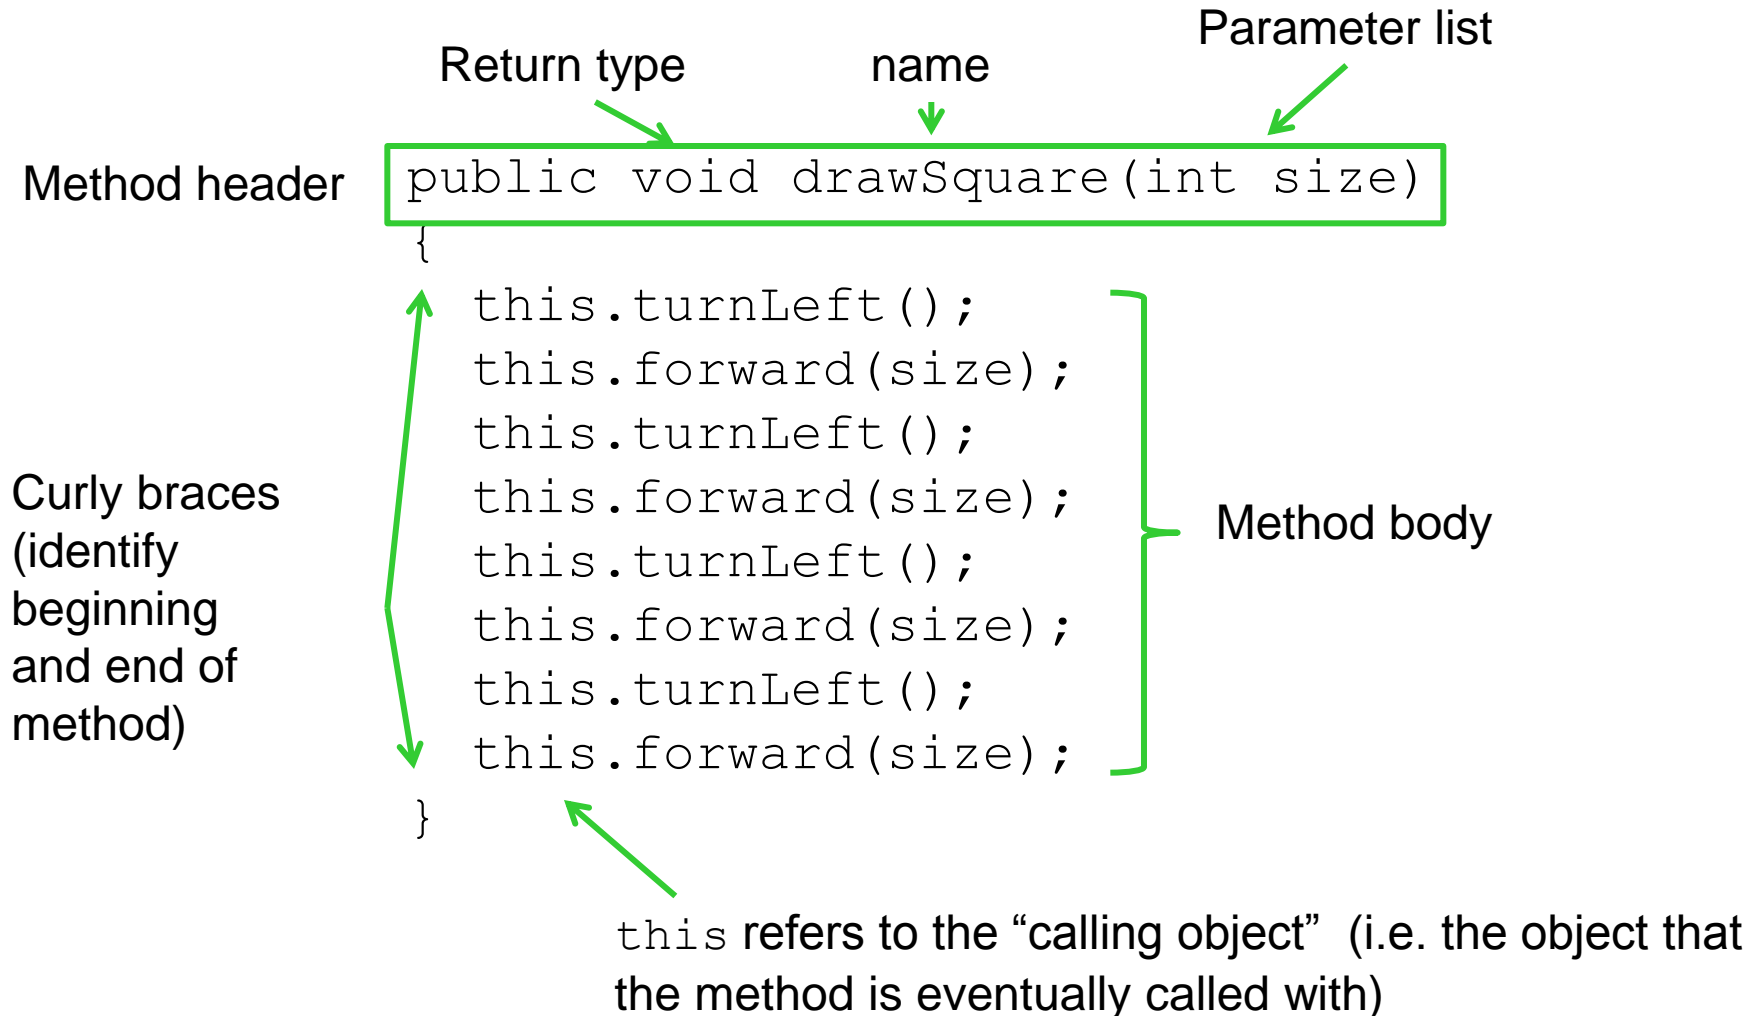 Parameter list
Return type
name
Method header
public void drawSquare(int size)
{
this.turnLeft();
this.forward(size);
this.turnLeft();
this.forward(size);
this.turnLeft();
this.forward(size);
this.turnLeft();
this.forward(size);
}
Curly braces
(identify
beginning
and end of
method)
Method body
this refers to the “calling object”  (i.e. the object that
the method is eventually called with)